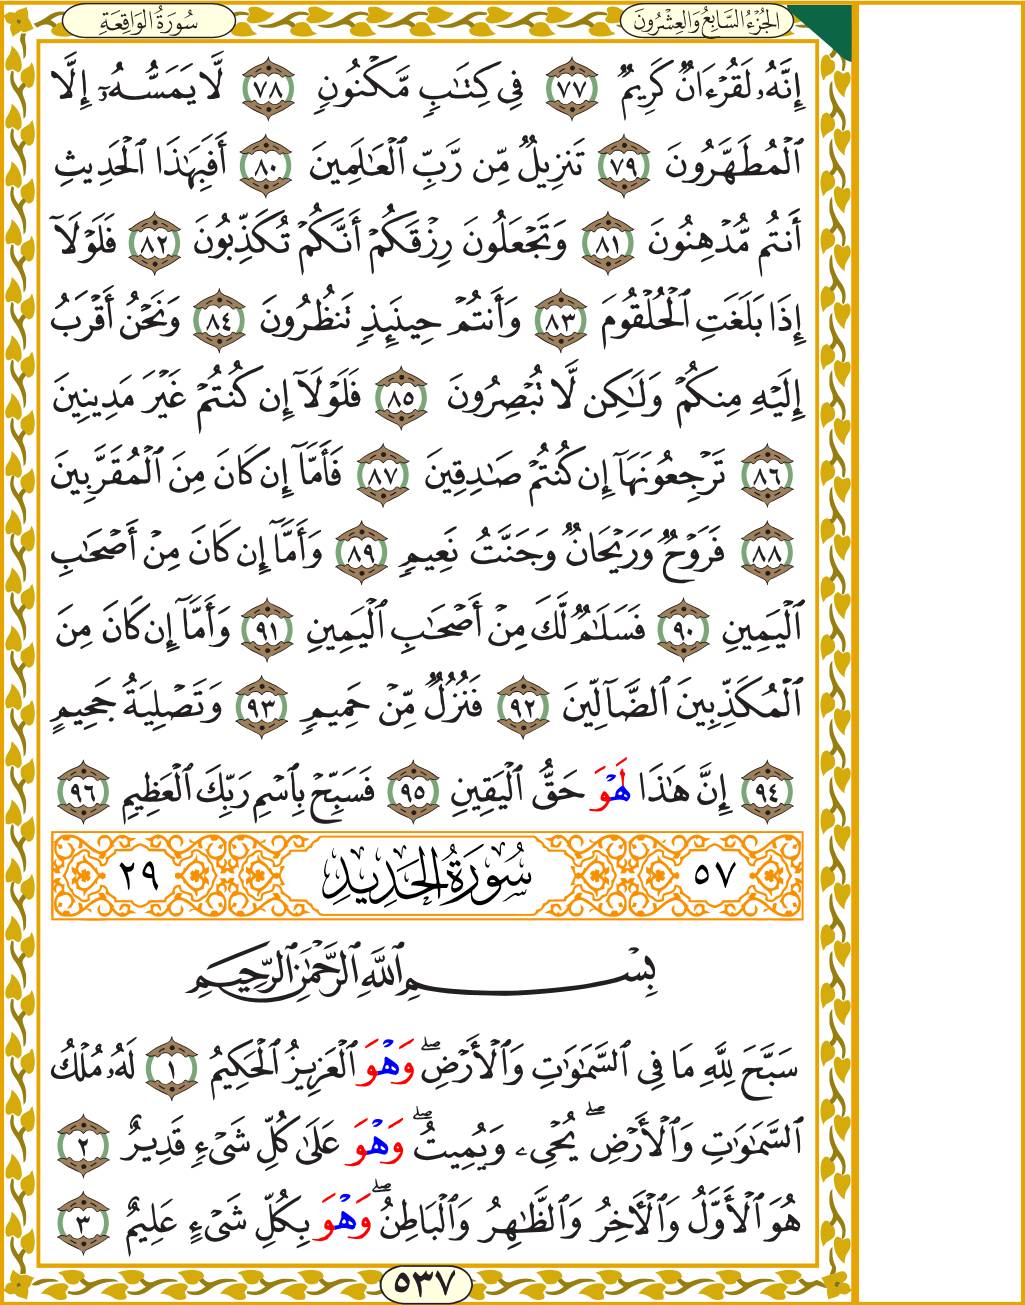 الجُزْءُ السَّابِعُ وَالعِشْرُونَ
سُورَةُ الوَاقِعَةِ
إِنَّهُۥ لَقُرْءَانٌ كَرِيمٌ ٧٧ فِي كِتَٰبٍ مَّكْنُونٍ ٧٨ لَّا يَمَسُّهُۥٓ إِلَّا
ٱلْمُطَهَّرُونَ ٧٩ تَنزِيلٌ مِّن رَّبِّ ٱلْعَٰلَمِينَ ٨٠ أَفَبِهَٰذَا ٱلْحَدِيثِ
أَنتُم مُّدْهِنُونَ ٨١ وَتَجْعَلُونَ رِزْقَكُمْ أَنَّكُمْ تُكَذِّبُونَ ٨٢ فَلَوْلَآ
إِذَا بَلَغَتِ ٱلْحُلْقُومَ ٨٣ وَأَنتُمْ حِينَئِذٍ تَنظُرُونَ ٨٤ وَنَحْنُ أَقْرَبُ
إِلَيْهِ مِنكُمْ وَلَٰكِن لَّا تُبْصِرُونَ ٨٥ فَلَوْلَآ إِن كُنتُمْ غَيْرَ مَدِينِينَ
٨٦ تَرْجِعُونَهَآ إِن كُنتُمْ صَٰدِقِينَ ٨٧ فَأَمَّآ إِن كَانَ مِنَ ٱلْمُقَرَّبِينَ
٨٨ فَرَوْحٌ وَرَيْحَانٌ وَجَنَّتُ نَعِيمٍ ٨٩ وَأَمَّآ إِن كَانَ مِنْ أَصْحَٰبِ
ٱلْيَمِينِ ٩٠ فَسَلَٰمٌ لَّكَ مِنْ أَصْحَٰبِ ٱلْيَمِينِ ٩١ وَأَمَّآ إِن كَانَ مِنَ
ٱلْمُكَذِّبِينَ ٱلضَّآلِّينَ ٩٢ فَنُزُلٌ مِّنْ حَمِيمٍ ٩٣ وَتَصْلِيَةُ جَحِيمٍ
٩٤ إِنَّ هَٰذَا لَهْوَ حَقُّ ٱلْيَقِينِ ٩٥ فَسَبِّحْ بِٱسْمِ رَبِّكَ ٱلْعَظِيمِ ٩٦
٥٧ سُورَةُ الحَدِيدِ ٢٩
بِسْمِ ٱللَّهِ ٱلرَّحْمَٰنِ ٱلرَّحِيمِ
سَبَّحَ لِلَّهِ مَا فِي ٱلسَّمَٰوَٰتِ وَٱلْأَرْضِۖ وَهْوَ ٱلْعَزِيزُ ٱلْحَكِيمُ ١ لَهُۥ مُلْكُ
ٱلسَّمَٰوَٰتِ وَٱلْأَرْضِۖ يُحْيِۦ وَيُمِيتُۖ وَهْوَ عَلَىٰ كُلِّ شَيْءٍ قَدِيرٌ ٢
هُوَ ٱلْأَوَّلُ وَٱلْأٓخِرُ وَٱلظَّٰهِرُ وَٱلْبَاطِنُۖ وَهْوَ بِكُلِّ شَيْءٍ عَلِيمٌ ٣
٥٣٧